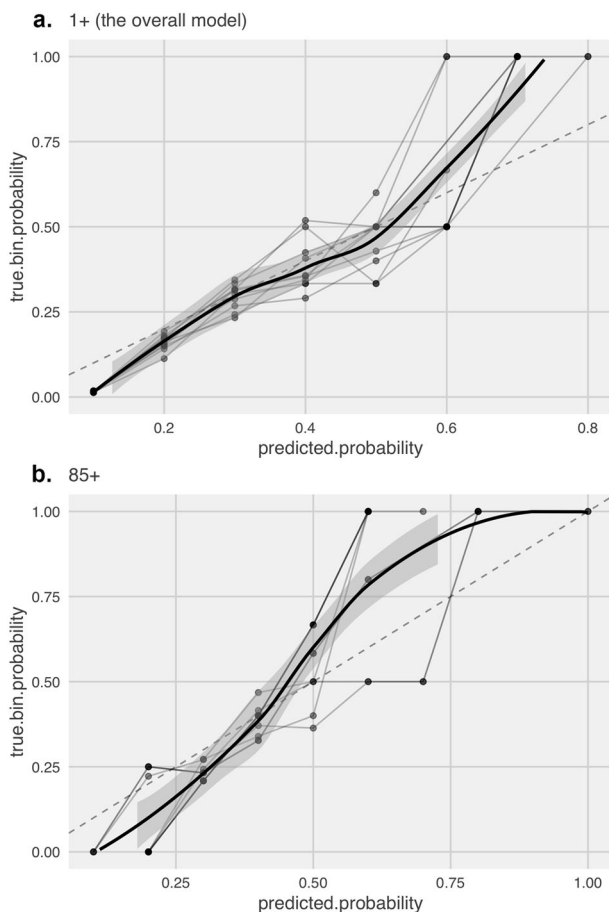 a. 1+ (the overall model)
1.00
0.75
0.50
0.25
0.00
true.bin.probability
0.2 0.4 0.6 0.8
predicted.probability
b. 85+
1.00
0.75
0.50
0.25
0.00
true.bin.probability
0.25 0.50 0.75 1.00
predicted.probability